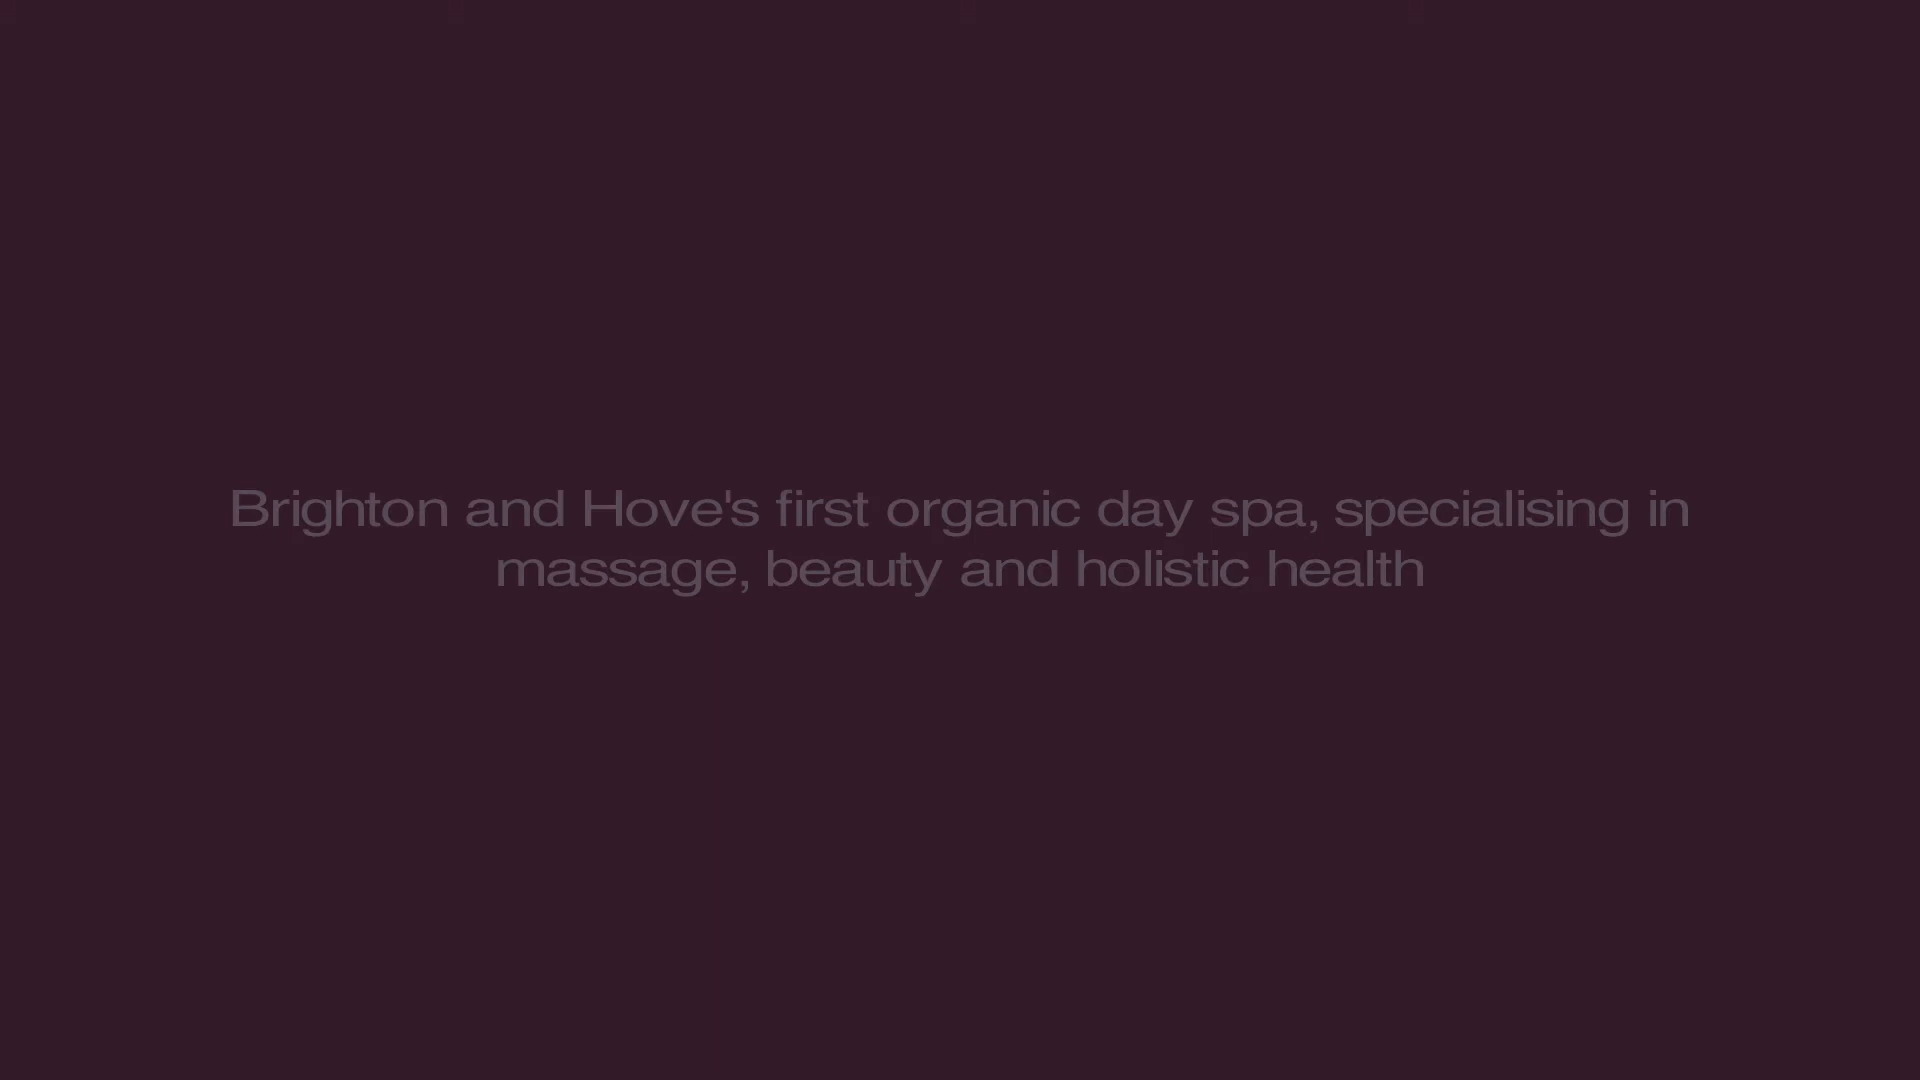 Brighton and Hove's first organic day spa, specialising in
massage, beauty and holistic health